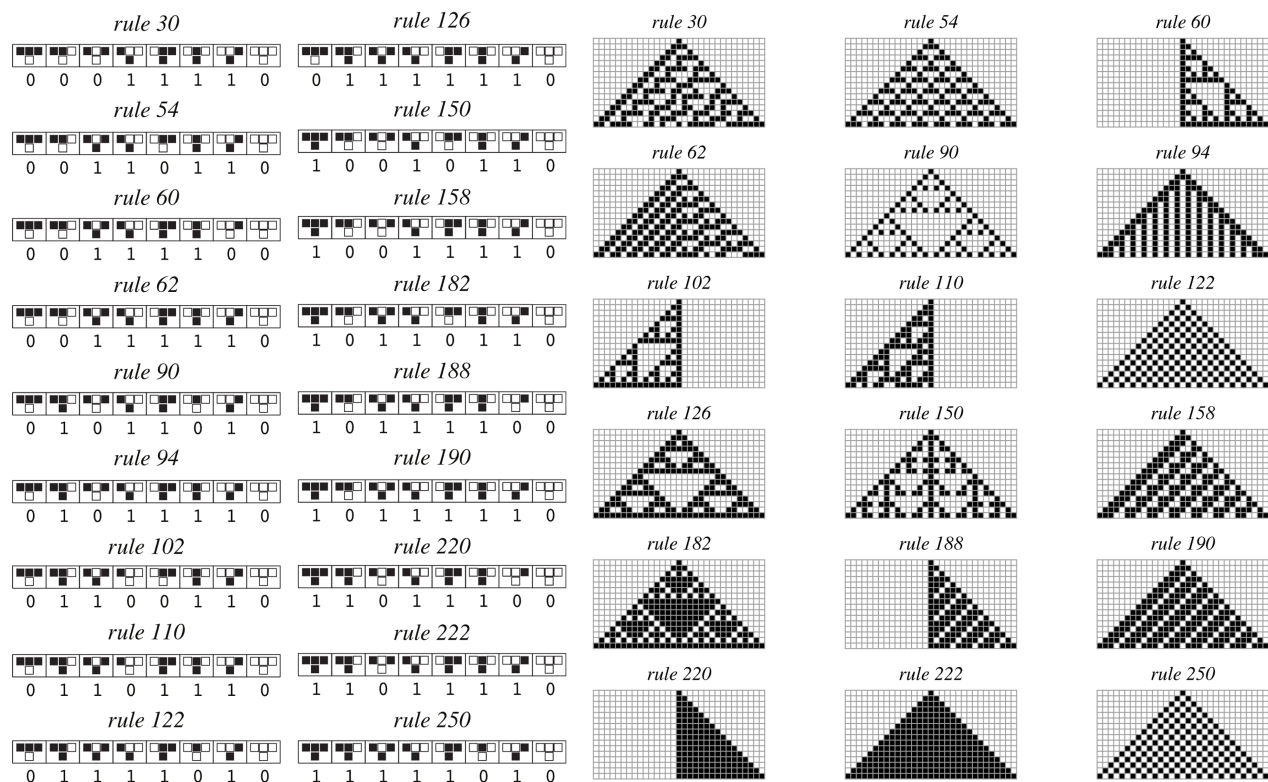 rule 30
0 0 0 1 1 1 1 0
rule 54
0 0 1 1 0 1 1 0
rule 60
0 0 1 1 1 1 0 0
rule 62
0 0 1 1 1 1 1 0
rule 90
0 1 0 1 1 0 1 0
rule 94
0 1 0 1 1 1 1 0
rule 102
0 1 1 0 0 1 1 0
rule 110
0 1 1 0 1 1 1 0
rule 122
0 1 1 1 1 0 1 0
rule 126
0 1 1 1 1 1 1 0
rule 150
1 0 0 1 0 1 1 0
rule 158
1 0 0 1 1 1 1 0
rule 182
1 0 1 1 0 1 1 0
rule 188
1 0 1 1 1 1 0 0
rule 190
1 0 1 1 1 1 1 0
rule 220
1 1 0 1 1 1 0 0
rule 222
1 1 0 1 1 1 1 0
rule 250
1 1 1 1 1 0 1 0
rule 30
rule 54
rule 60
rule 62
rule 90
rule 94
rule 102
rule 110
rule 122
rule 126
rule 150
rule 158
rule 182
rule 188
rule 190
rule 220
rule 222
rule 250